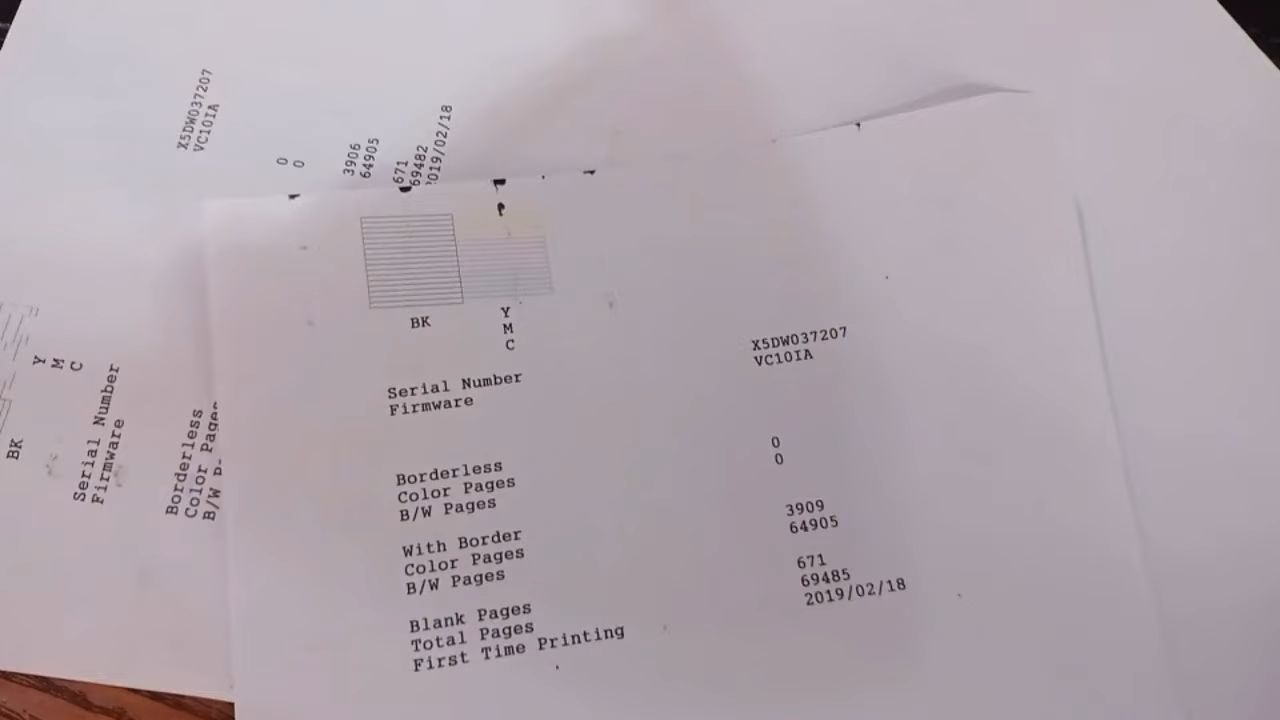 X5DW037207
VC10IA
0
0
3906
64905
671
69482
2019/02/18
BK
Y
M
C
Serial Number
Firmware
Borderless
Color Pages
B/W
BK
Y
M
C
Serial Number X5DW037207
Firmware VC10IA
Borderless
Color Pages 0
B/W Pages 0
With Border
Color Pages 3909
B/W Pages 64905
Blank Pages 671
Total Pages 69485
First Time Printing 2019/02/18